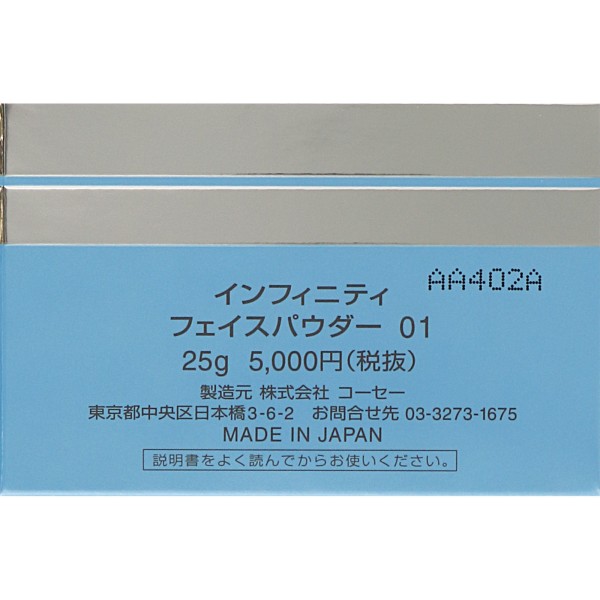 AA402A
インフィニティ
フェイスパウダー 01
25g 5,000円(税抜)
製造元 株式会社 コーセー
東京都中央区日本橋3-6-2 お問合せ先 03-3273-1675
MADE IN JAPAN
説明書をよく読んでからお使いください。